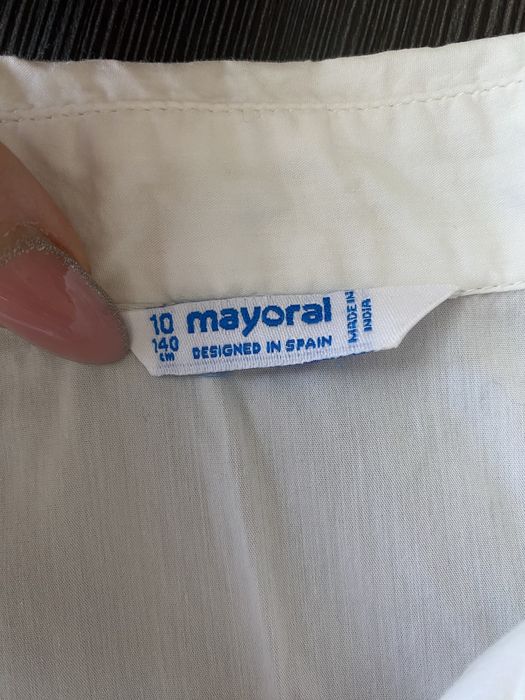 10
140
cm
mayoral
DESIGNED IN SPAIN
MADE IN
INDIA